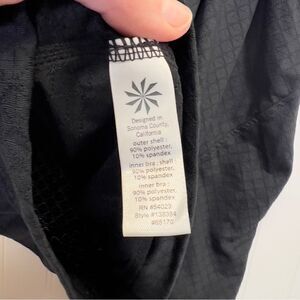 Designed in
Sonoma County,
California
outer shell :
90% polyester,
10% spandex
inner bra : shell :
90% polyester,
10% spandex
inner bra :
90% polyester,
10% spandex
RN #54023
Style #138384
#65170